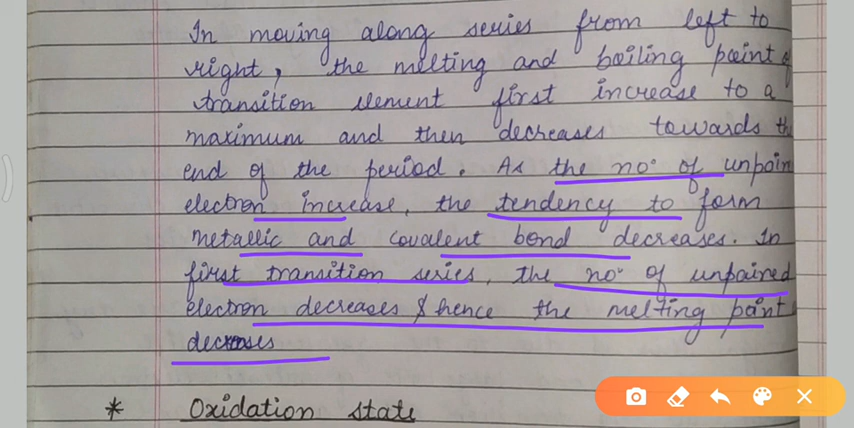 In moving along series from left to
right, the melting and boiling point of
transition element first increase to a
maximum and then decreases towards th
end of the period. As the no. of unpain
electron increase, the tendency to form
metallic and covalent bond decreases. In
first transition series, the no. of unpaired
electron decreases & hence the melting point
decreases
* Oxidation state